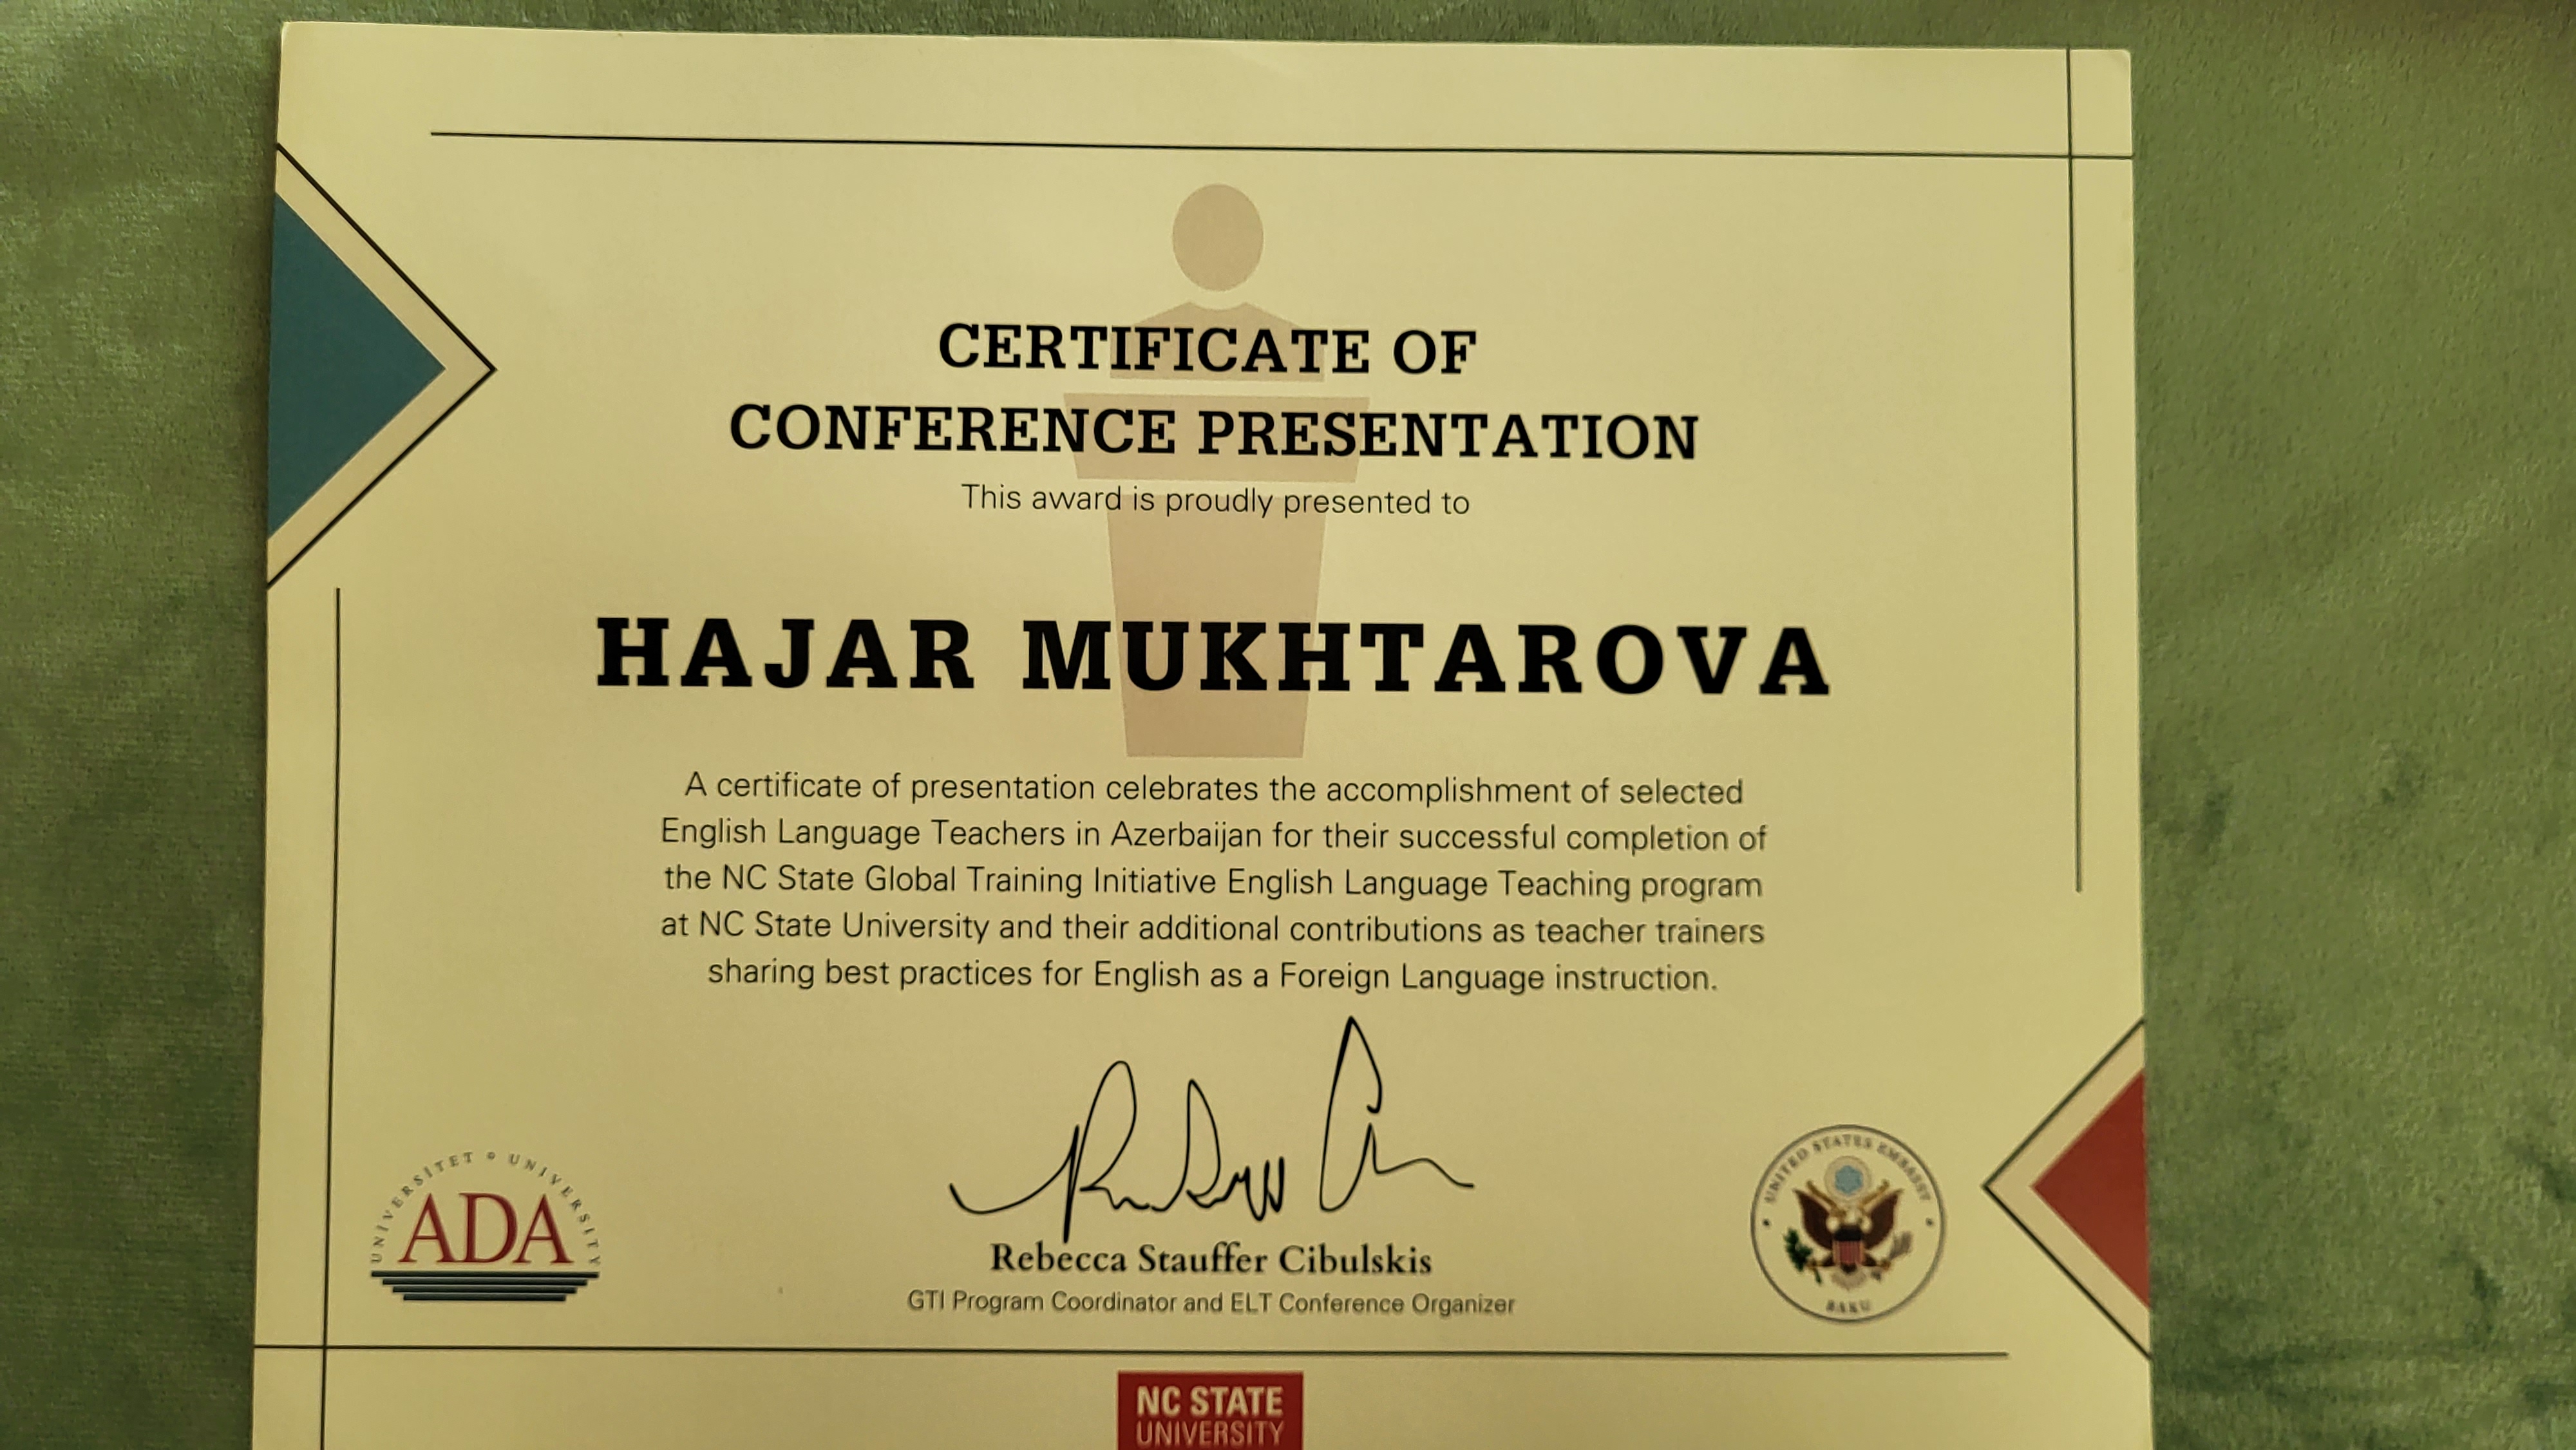 CERTIFICATE OF
CONFERENCE PRESENTATION
This award is proudly presented to
HAJAR MUKHTAROVA
A certificate of presentation celebrates the accomplishment of selected
English Language Teachers in Azerbaijan for their successful completion of
the NC State Global Training Initiative English Language Teaching program
at NC State University and their additional contributions as teacher trainers
sharing best practices for English as a Foreign Language instruction.
UNIVERSITET UNIVERSITY
ADA
Rebecca Stauffer Cibulskis
GTI Program Coordinator and ELT Conference Organizer
UNITED STATES EMBASSY
BAKU
NC STATE
UNIVERSITY